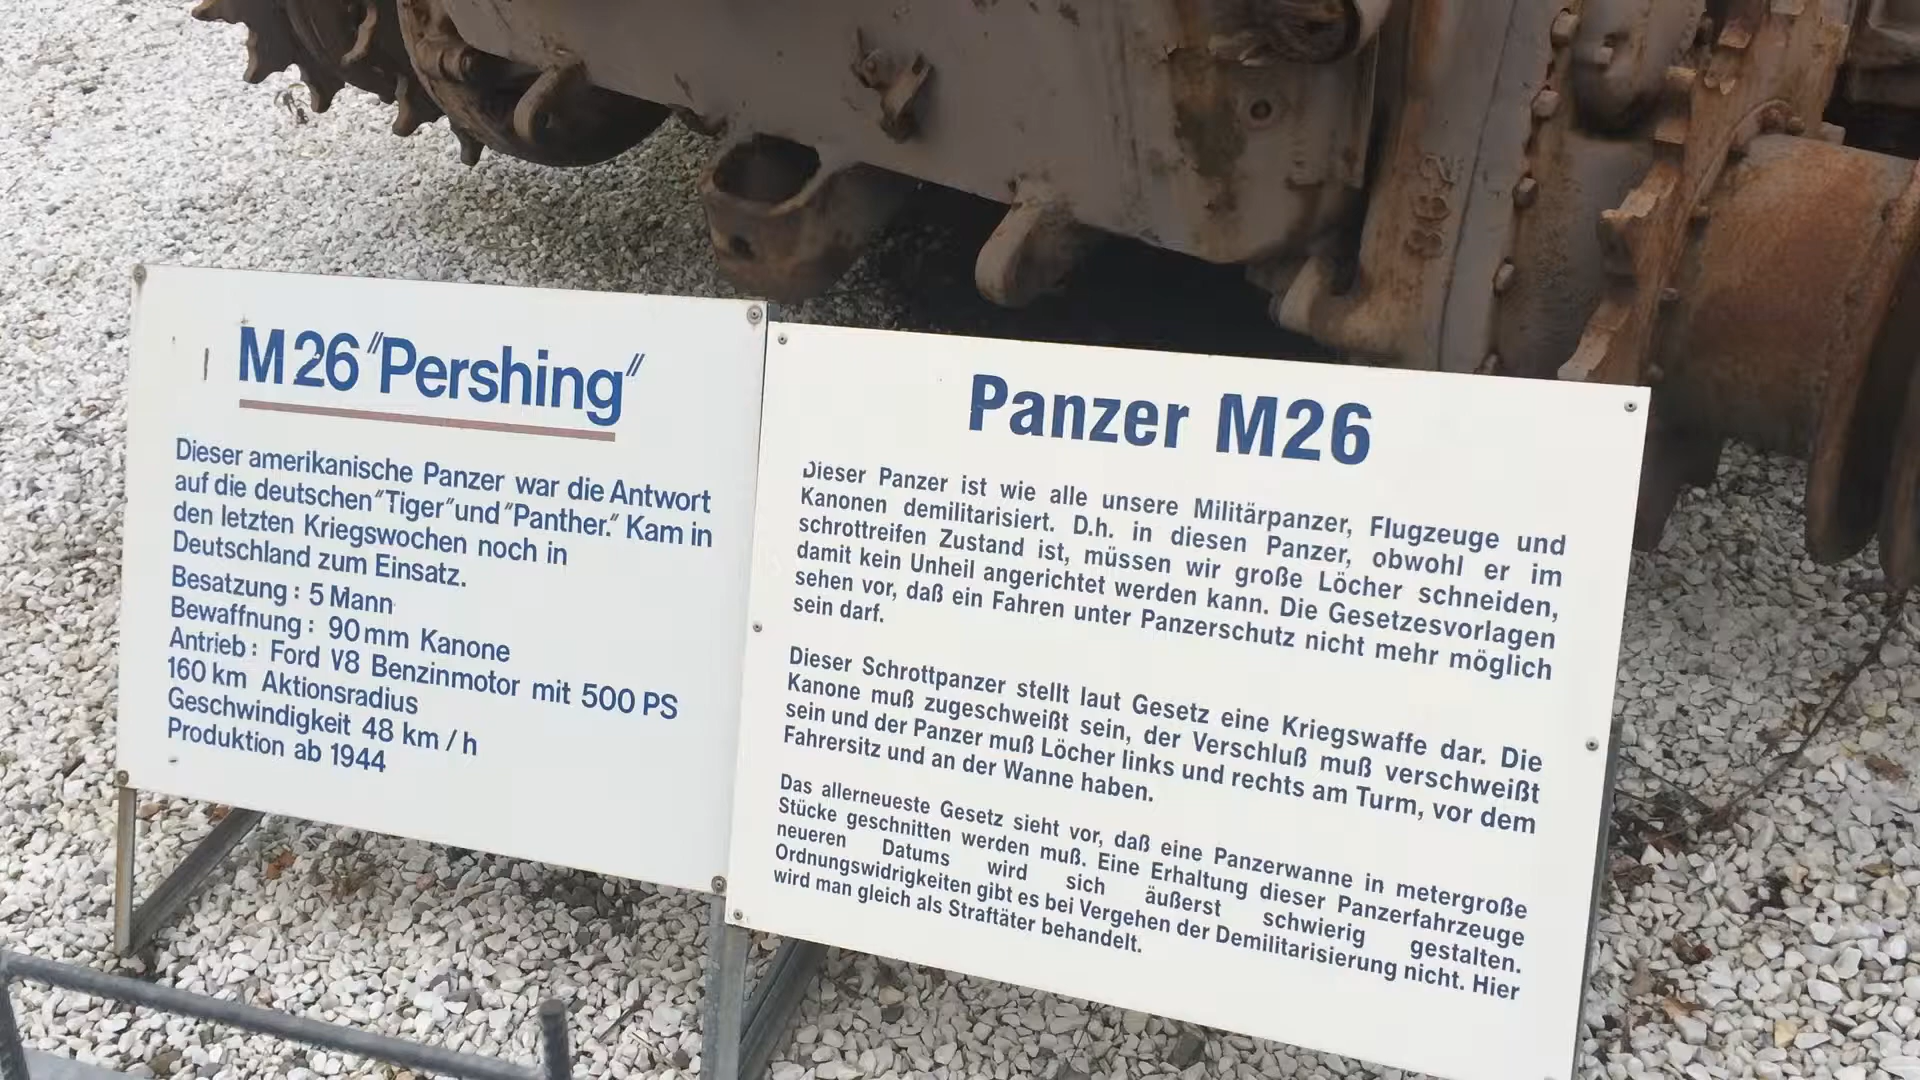 M26 "Pershing"
Dieser amerikanische Panzer war die Antwort
auf die deutschen "Tiger" und "Panther." Kam in
den letzten Kriegswochen noch in
Deutschland zum Einsatz.
Besatzung : 5 Mann
Bewaffnung : 90mm Kanone
Antrieb : Ford V8 Benzinmotor mit 500 PS
160 km Aktionsradius
Geschwindigkeit 48 km / h
Produktion ab 1944
Panzer M26
Dieser Panzer ist wie alle unsere Militärpanzer, Flugzeuge und
Kanonen demilitarisiert. D.h. in diesen Panzer, obwohl er im
schrottreifen Zustand ist, müssen wir große Löcher schneiden,
damit kein Unheil angerichtet werden kann. Die Gesetzesvorlagen
sehen vor, daß ein Fahren unter Panzerschutz nicht mehr möglich
sein darf.
Dieser Schrottpanzer stellt laut Gesetz eine Kriegswaffe dar. Die
Kanone muß zugeschweißt sein, der Verschluß muß verschweißt
sein und der Panzer muß Löcher links und rechts am Turm, vor dem
Fahrersitz und an der Wanne haben.
Das allerneueste Gesetz sieht vor, daß eine Panzerwanne in metergroße
Stücke geschnitten werden muß. Eine Erhaltung dieser Panzerfahrzeuge
neueren Datums wird sich äußerst schwierig gestalten.
Ordnungswidrigkeiten gibt es bei Vergehen der Demilitarisierung nicht. Hier
wird man gleich als Straftäter behandelt.